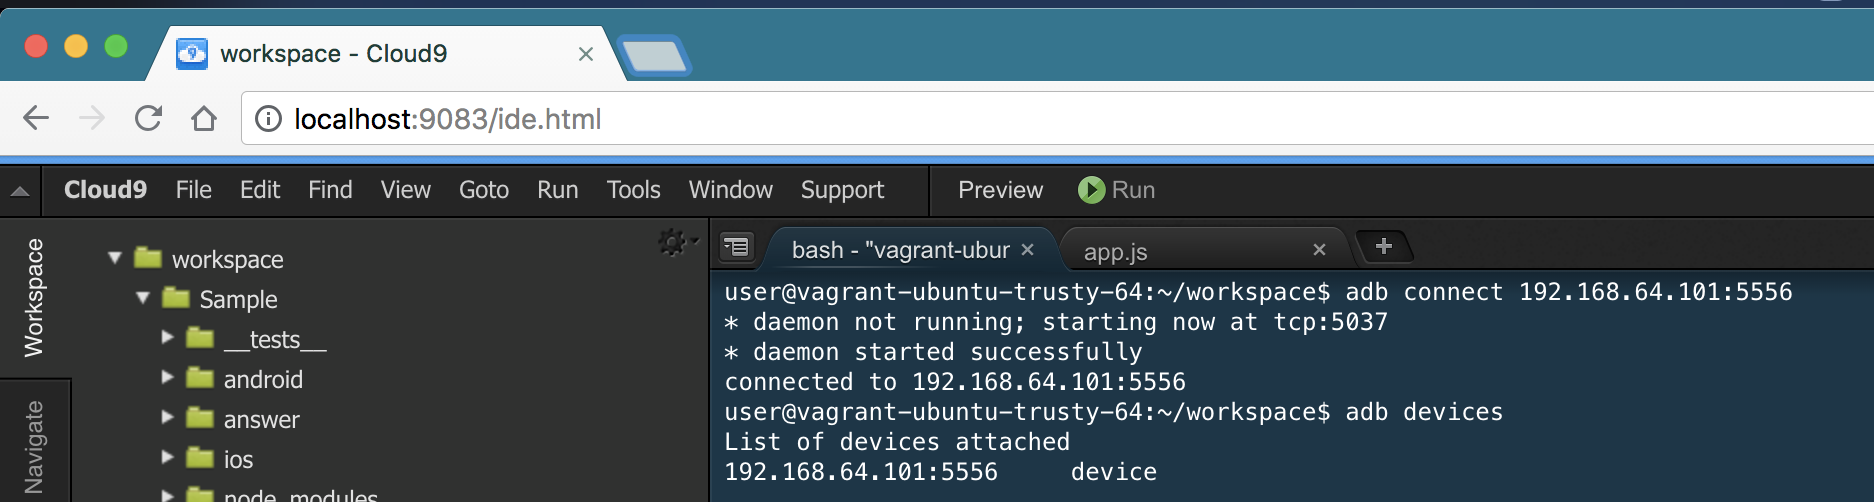 workspace - Cloud9
localhost:9083/ide.html
Cloud9 File Edit Find View Goto Run Tools Window Support Preview Run
Workspace
Navigate
workspace
Sample
__tests__
android
answer
ios
node_modules
bash - "vagrant-ubur
app.js
user@vagrant-ubuntu-trusty-64:~/workspace$ adb connect 192.168.64.101:5556
* daemon not running; starting now at tcp:5037
* daemon started successfully
connected to 192.168.64.101:5556
user@vagrant-ubuntu-trusty-64:~/workspace$ adb devices
List of devices attached
192.168.64.101:5556     device